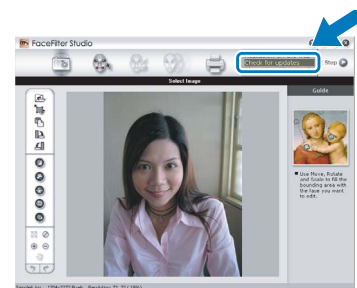 FaceFilter Studio
Check for updates
Stop
Select Image
Guide
Use Move, Rotate
and Scale to fill the
bounding area with
the face you want
to edit.